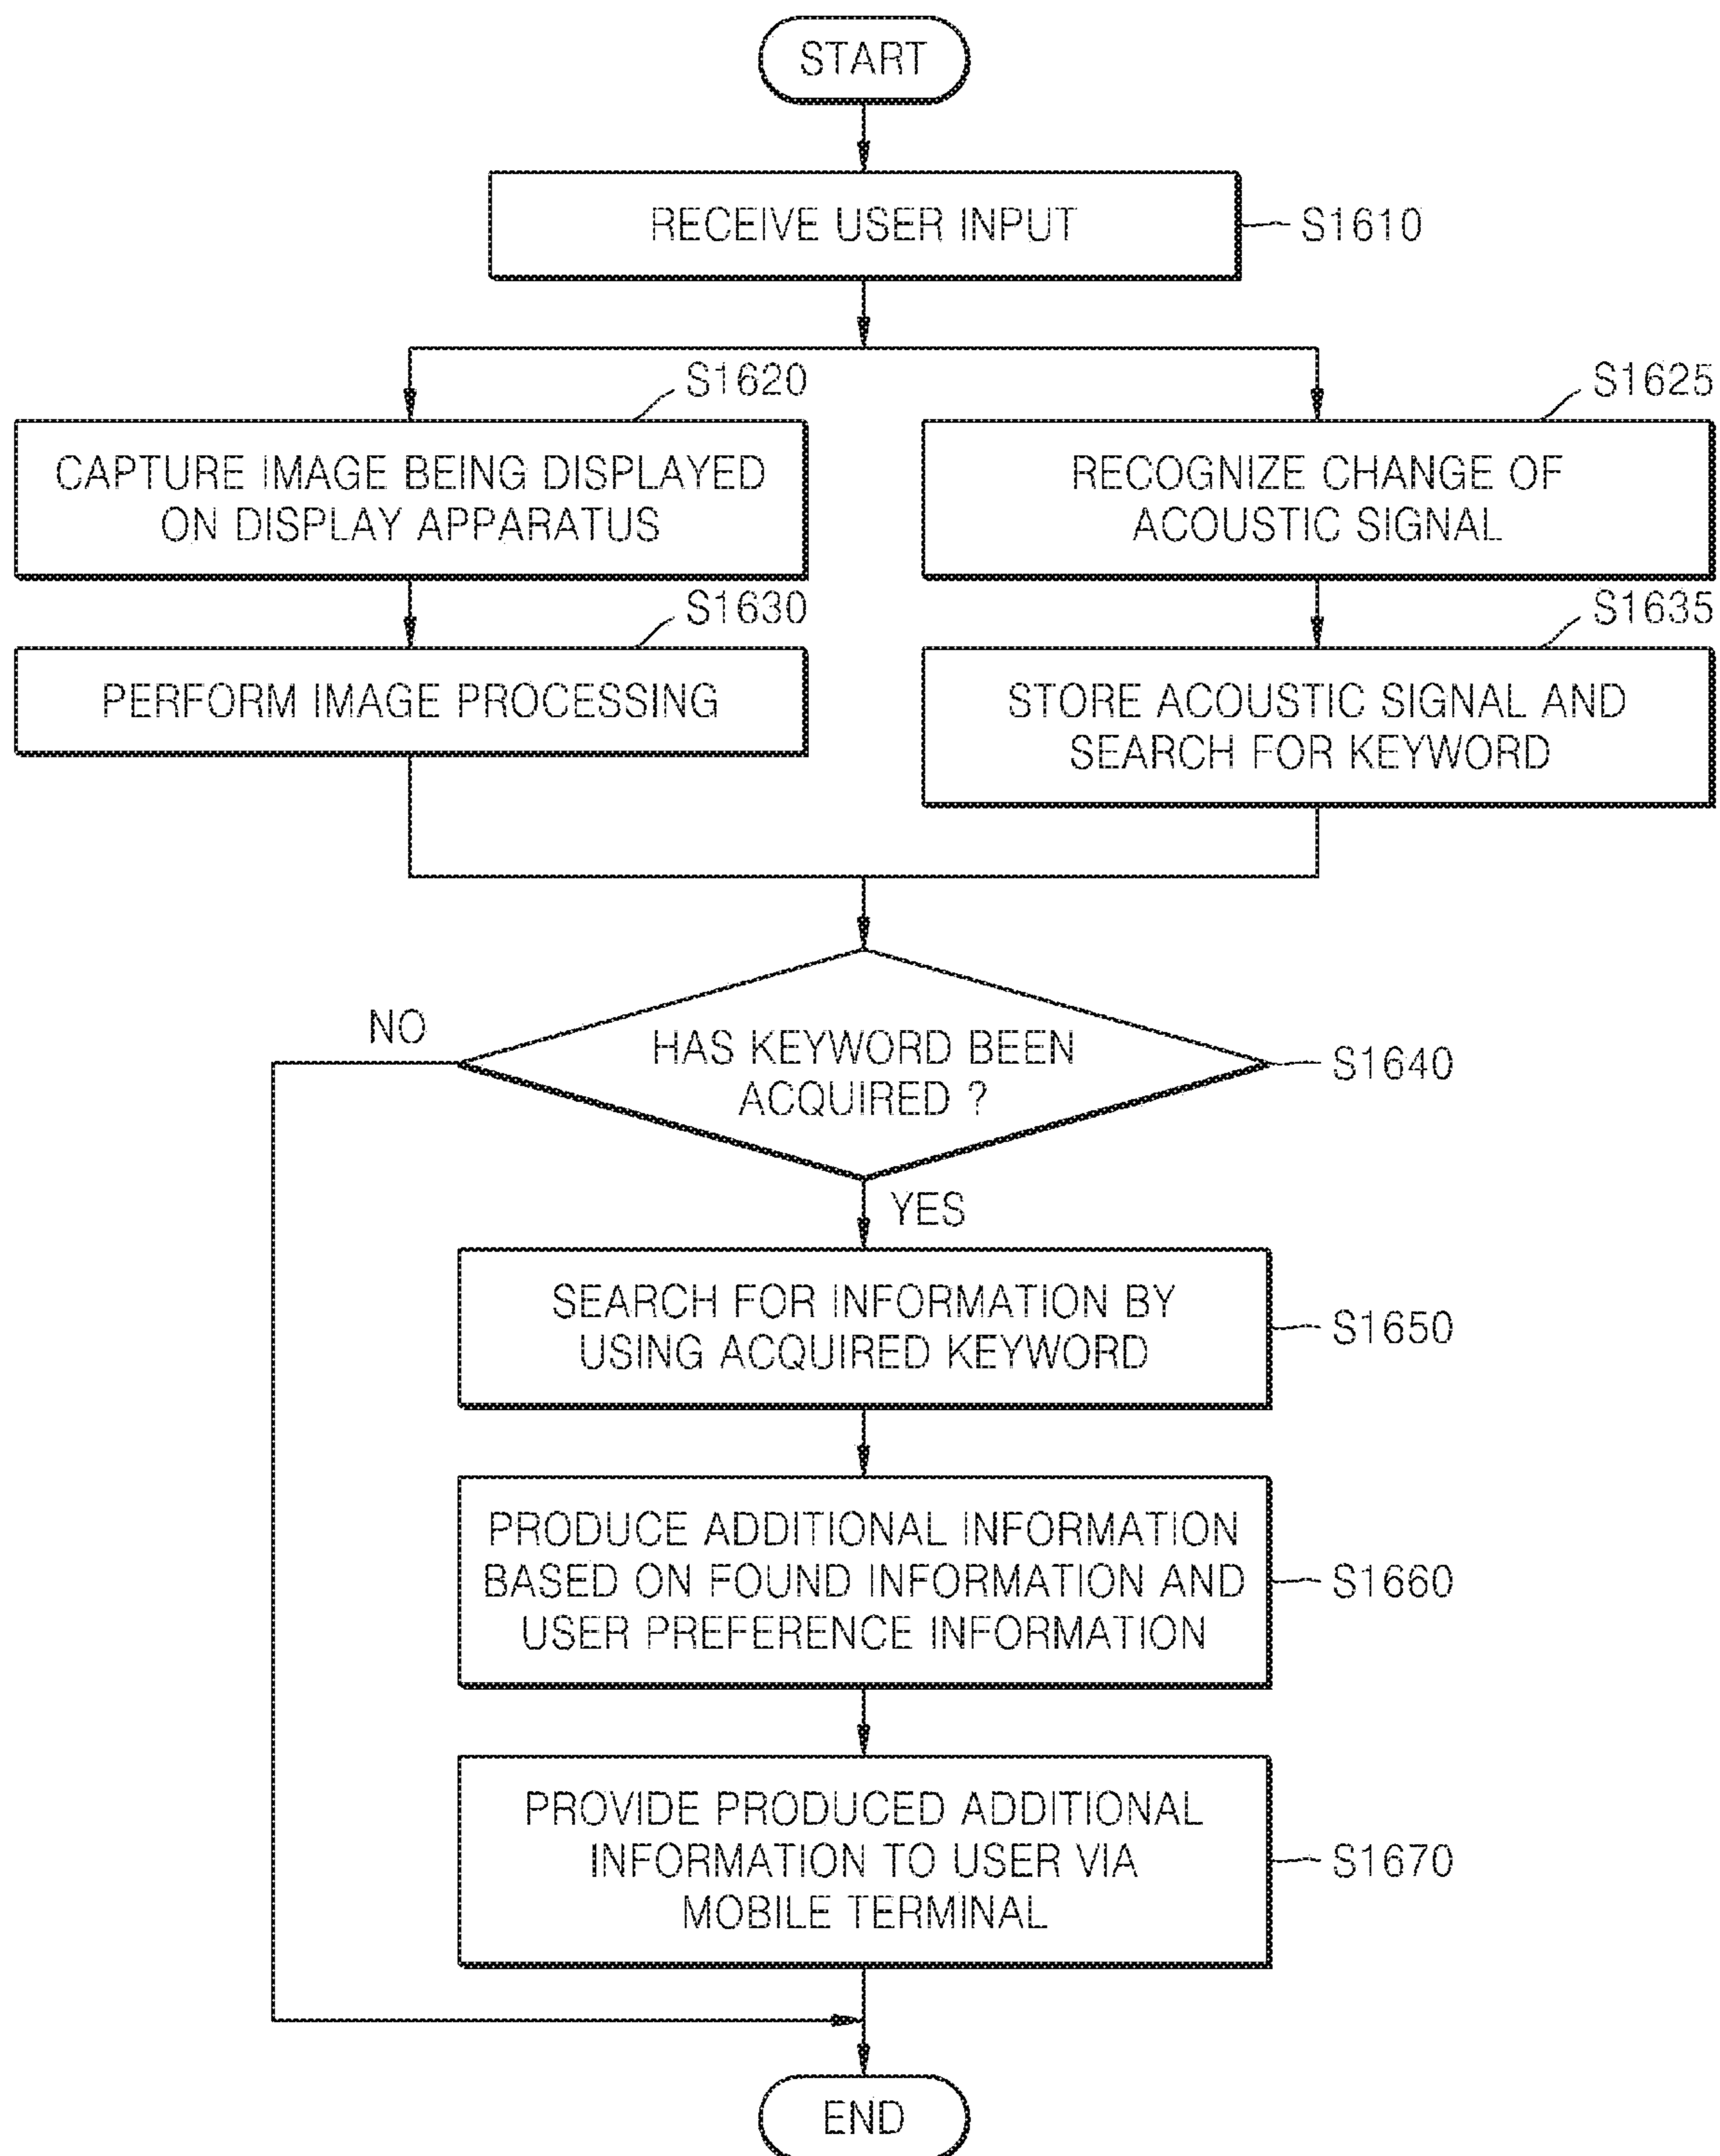 START
RECEIVE USER INPUT
S1610
S1620
CAPTURE IMAGE BEING DISPLAYED
ON DISPLAY APPARATUS
S1625
RECOGNIZE CHANGE OF
ACOUSTIC SIGNAL
S1630
PERFORM IMAGE PROCESSING
S1635
STORE ACOUSTIC SIGNAL AND
SEARCH FOR KEYWORD
NO
HAS KEYWORD BEEN
ACQUIRED ?
S1640
YES
SEARCH FOR INFORMATION BY
USING ACQUIRED KEYWORD
S1650
PRODUCE ADDITIONAL INFORMATION
BASED ON FOUND INFORMATION AND
USER PREFERENCE INFORMATION
S1660
PROVIDE PRODUCED ADDITIONAL
INFORMATION TO USER VIA
MOBILE TERMINAL
S1670
END